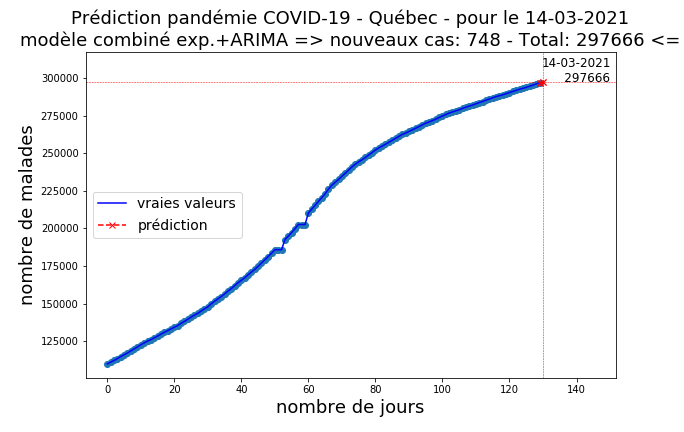 Prédiction pandémie COVID-19 - Québec - pour le 14-03-2021
modèle combiné exp.+ARIMA => nouveaux cas: 748 - Total: 297666 <=
14-03-2021
297666
300000
275000
250000
225000
200000
175000
150000
125000
nombre de malades
vraies valeurs
prédiction
0 20 40 60 80 100 120 140
nombre de jours